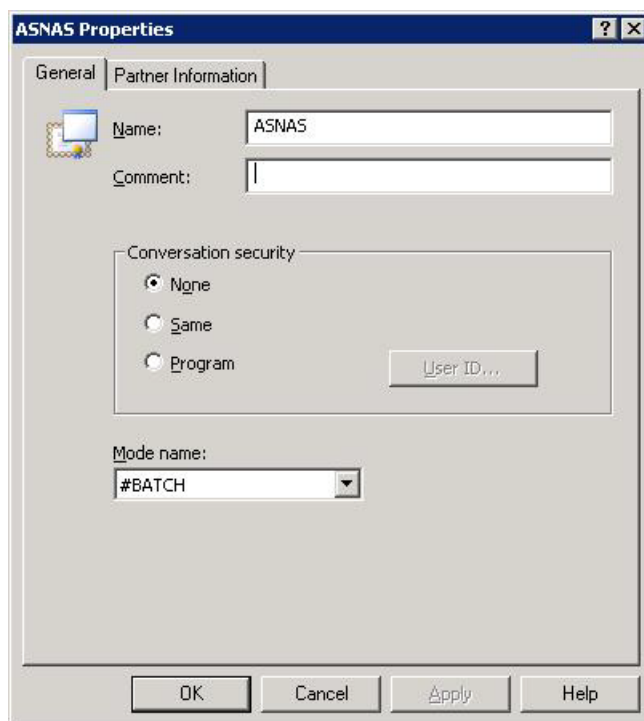 ASNAS Properties
General Partner Information
Name: ASNAS
Comment:
Conversation security
None
Same
Program User ID...
Mode name:
#BATCH
OK Cancel Apply Help